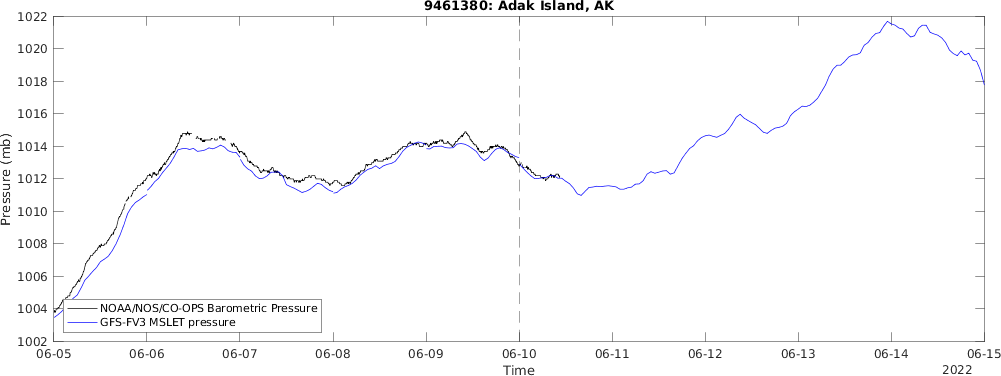 9461380: Adak Island, AK
1022
1020
1018
1016
1014
1012
1010
1008
1006
1004
1002
Pressure (mb)
NOAA/NOS/CO-OPS Barometric Pressure
GFS-FV3 MSLET pressure
06-05 06-06 06-07 06-08 06-09 06-10 06-11 06-12 06-13 06-14 06-15
Time
2022